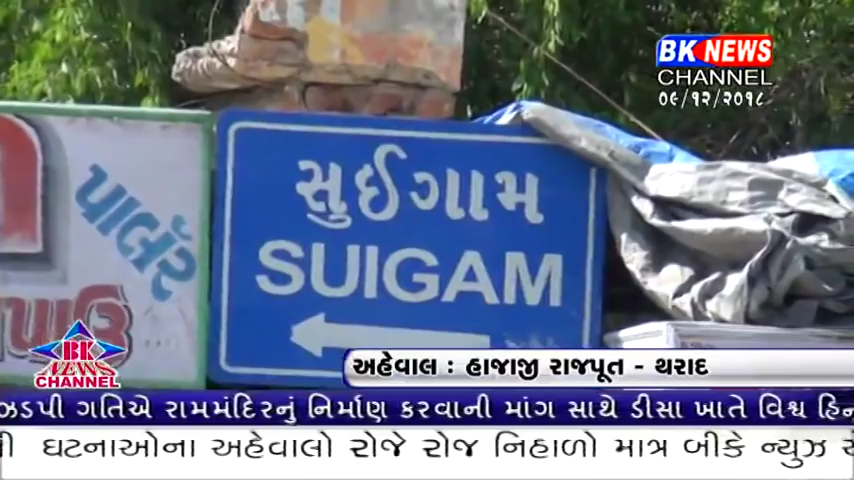 BK NEWS
CHANNEL
૦૯/૧૨/૨૦૧૮
પાર્લર
સુઈગામ
SUIGAM
અહેવાલ : હાજાજી રાજપૂત - થરાદ
BK
NEWS
CHANNEL
ઝડપી ગતિએ રામમંદિરનું નિર્માણ કરવાની માંગ સાથે ડીસા ખાતે વિશ્વ
ઘટનાઓના અહેવાલો રોજે રોજ નિહાળો માત્ર બીકે ન્યુઝ